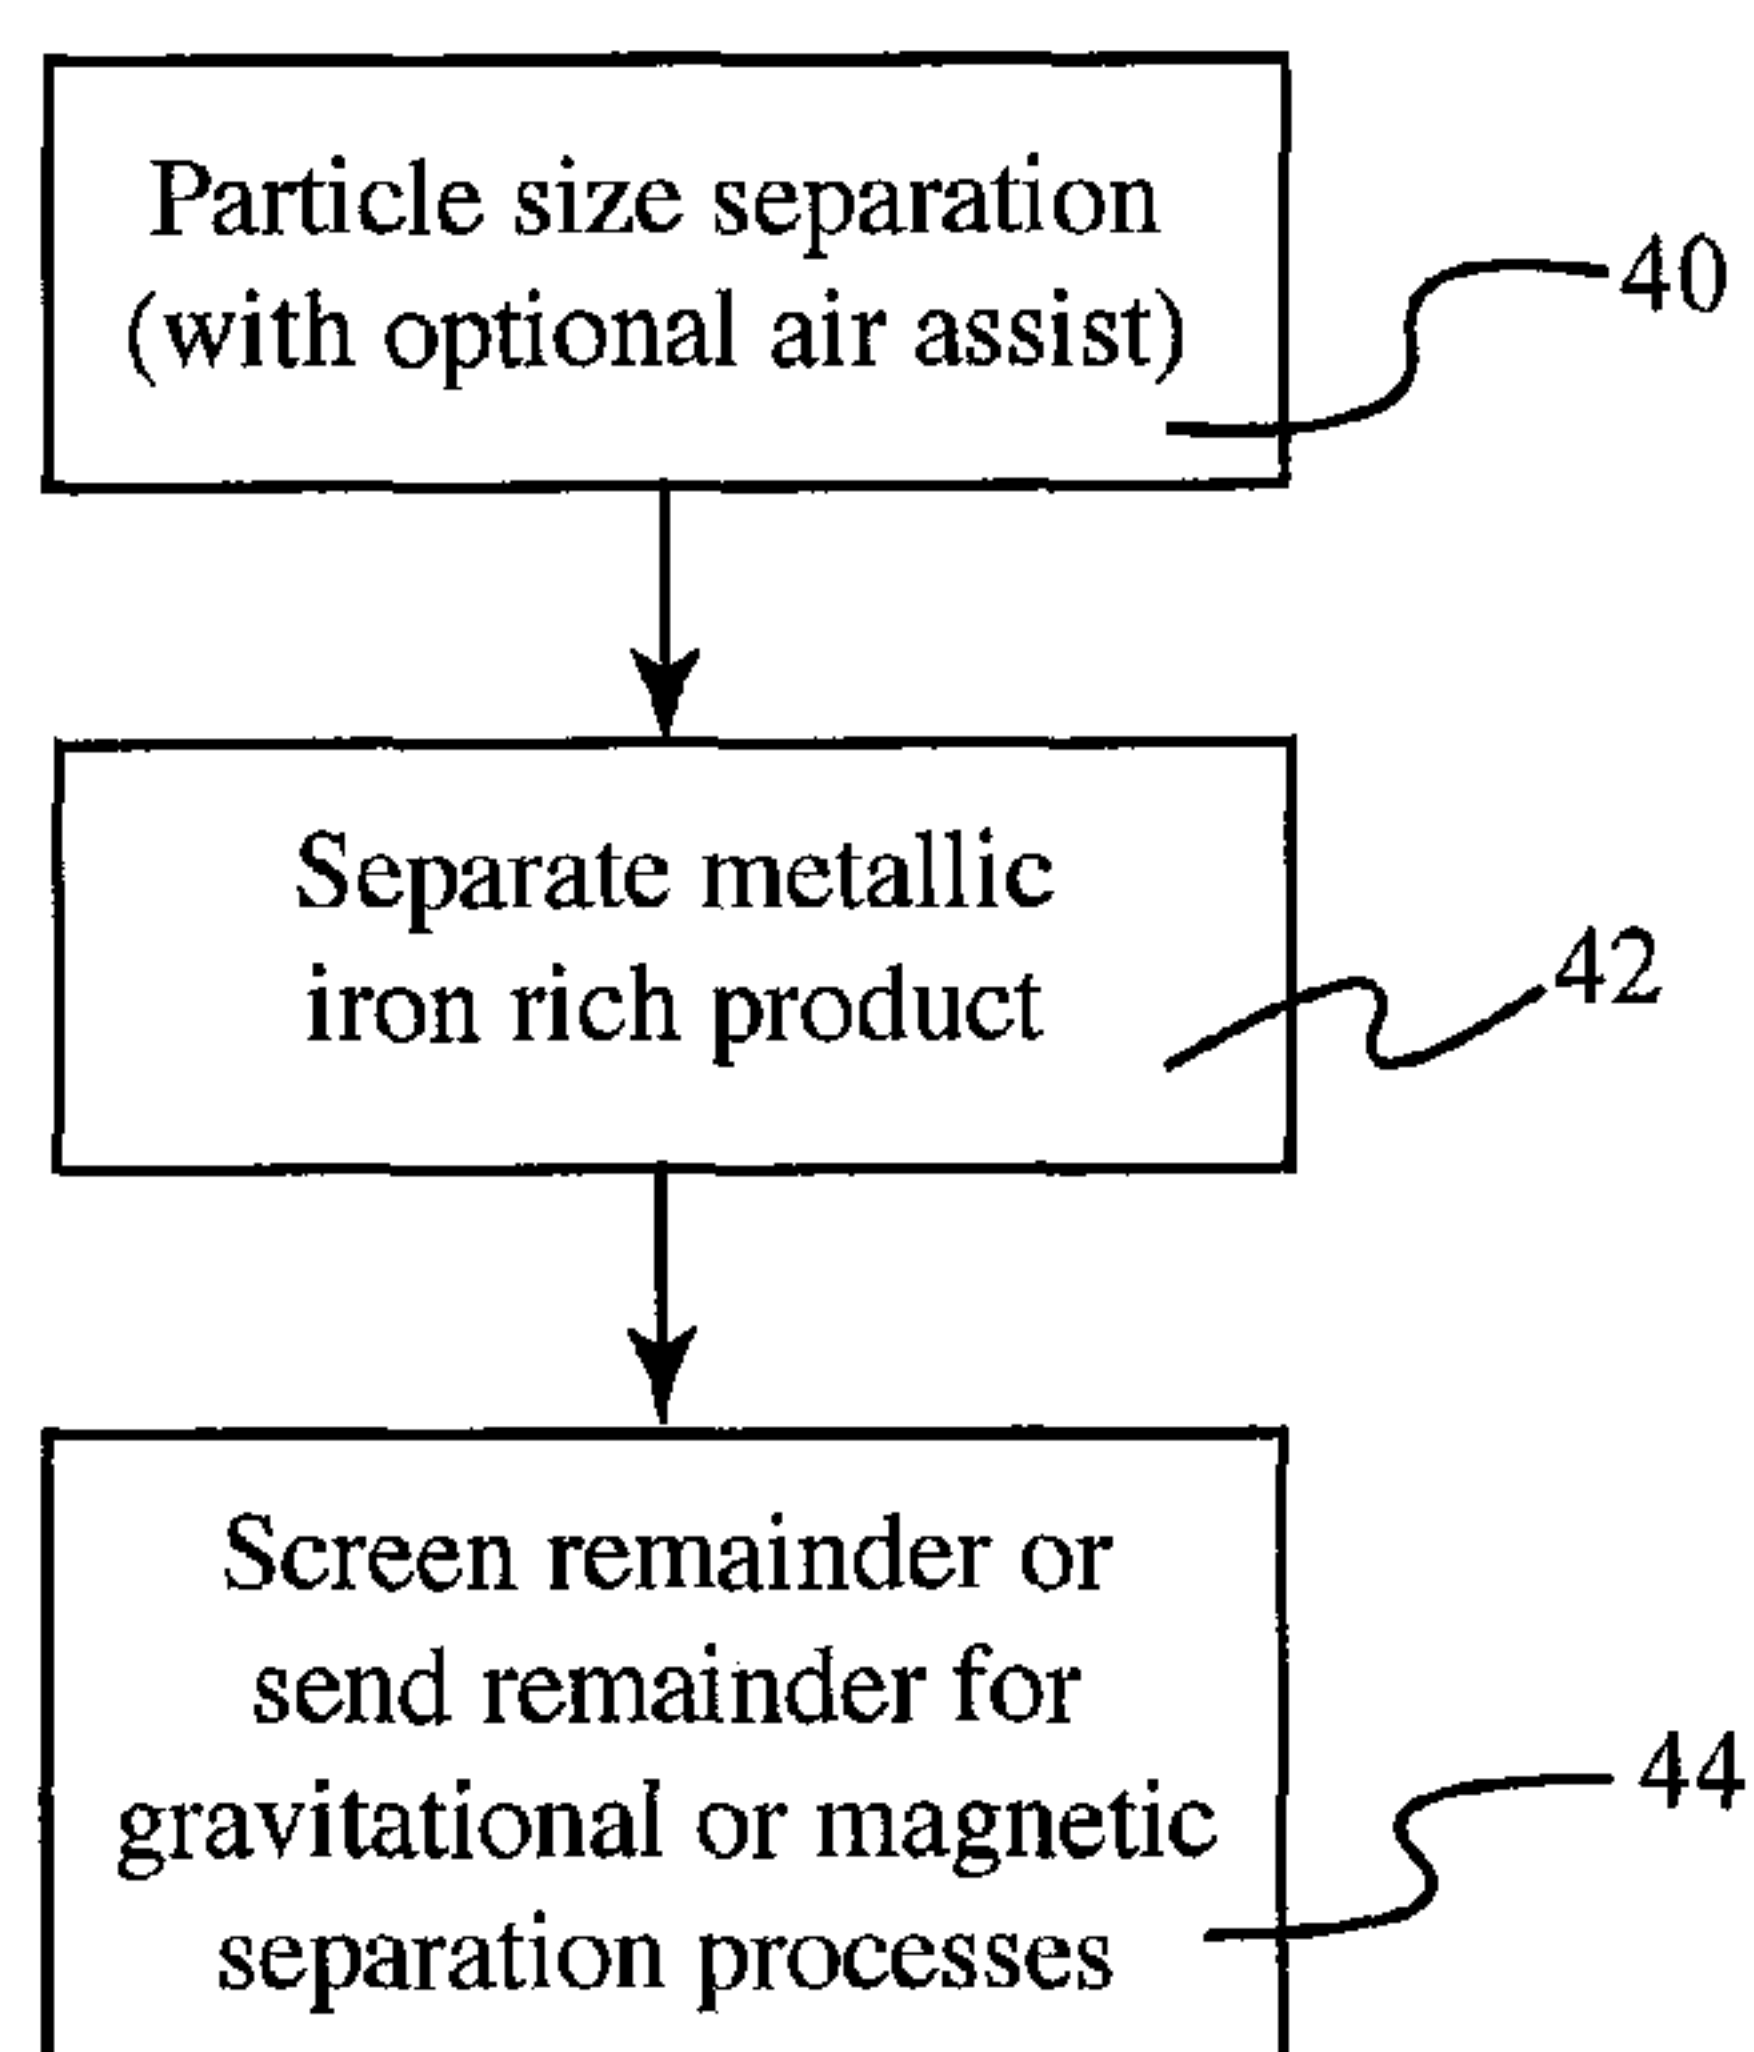 Particle size separation
(with optional air assist)
40
Separate metallic
iron rich product
42
Screen remainder or
send remainder for
gravitational or magnetic
separation processes
44